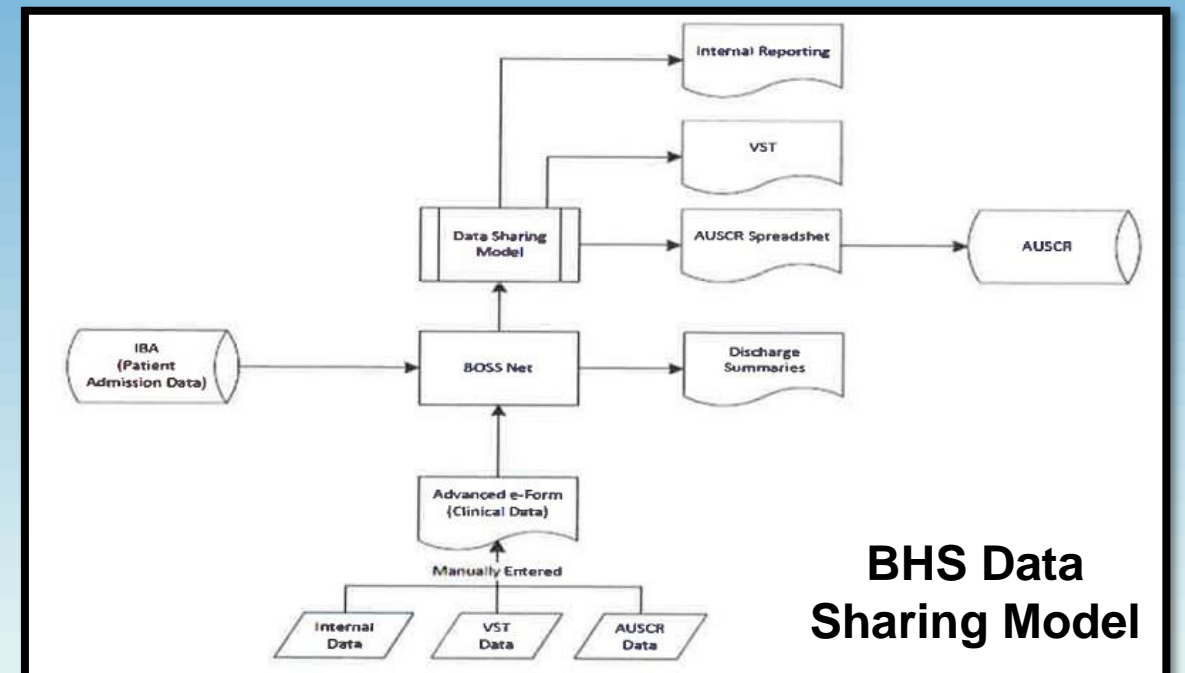 Internal Reporting
VST
Data Sharing
Model
AUSCR Spreadshet
AUSCR
IBA
(Patient
Admission Data)
BOSS Net
Discharge
Summaries
Advanced e-Form
(Clinical Data)
Manually Entered
Internal
Data
VST
Data
AUSCR
Data
BHS Data
Sharing Model